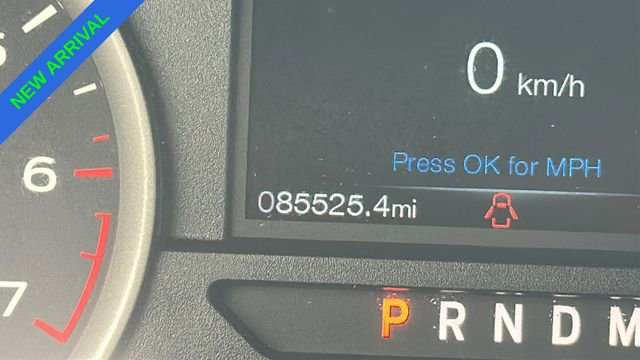 NEW ARRIVAL
0 km/h
Press OK for MPH
6
085525.4mi
7
P R N D M